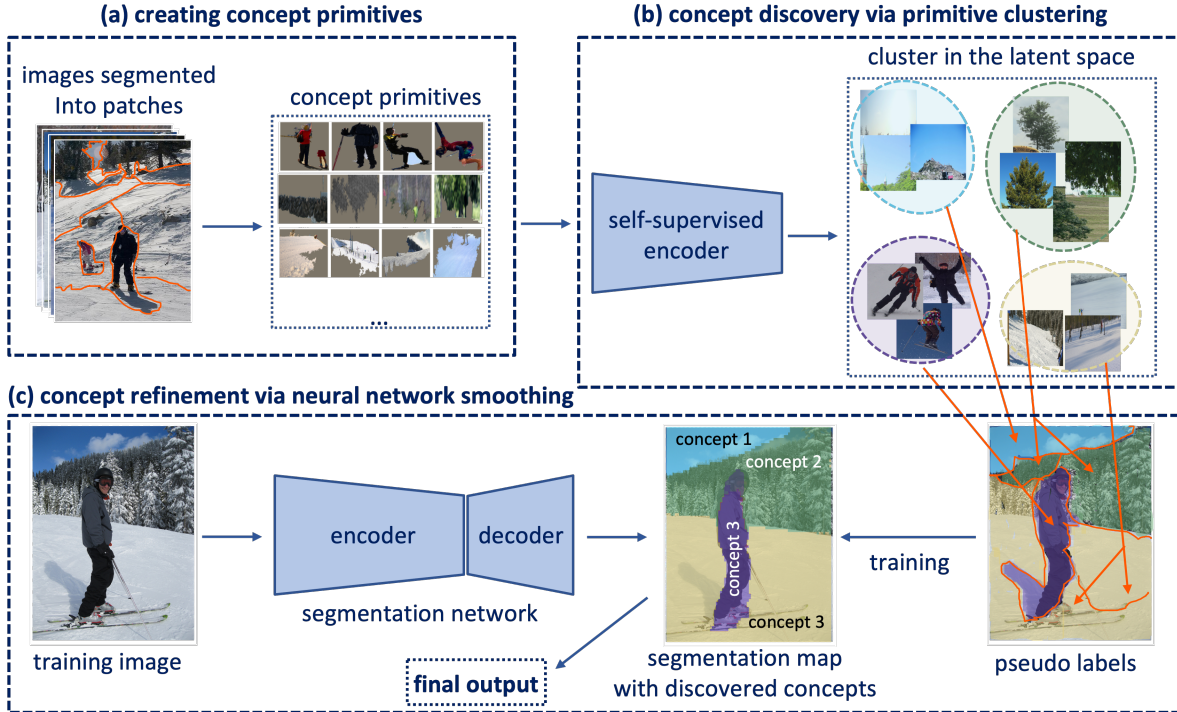 (a) creating concept primitives
images segmented
Into patches
concept primitives
...
(b) concept discovery via primitive clustering
cluster in the latent space
self-supervised
encoder
(c) concept refinement via neural network smoothing
training image
encoder
decoder
segmentation network
final output
concept 1
concept 2
concept 3
concept 3
segmentation map
with discovered concepts
training
pseudo labels